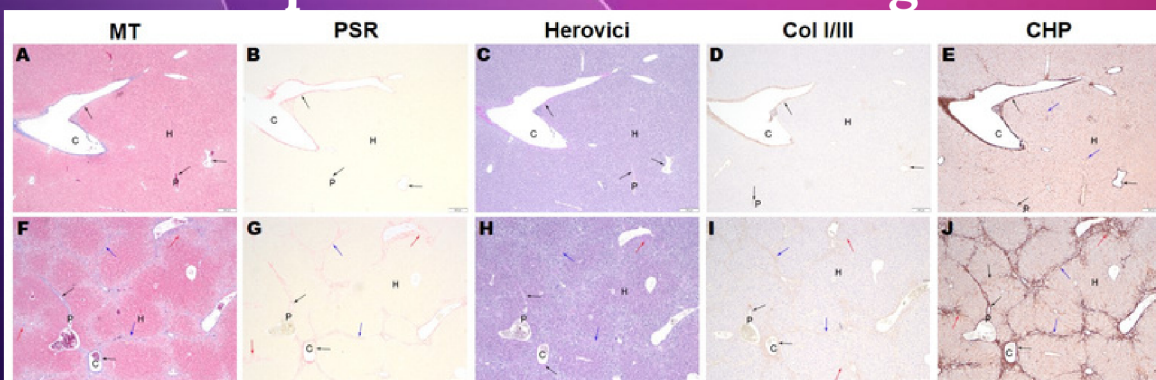 MT PSR Herovici Col I/III CHP
A B C D E
C H P
C H P
C H P
C H P
C H P
F G H I J
P H C
P H C
P H C
P H C
P H C